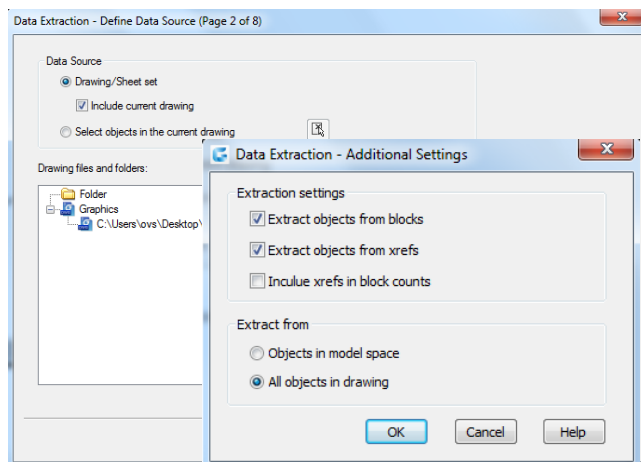 Data Extraction - Define Data Source (Page 2 of 8)
Data Source
Drawing/Sheet set
Include current drawing
Select objects in the current drawing
Drawing files and folders:
Folder
Graphics
C:\Users\ovs\Desktop\
Data Extraction - Additional Settings
Extraction settings
Extract objects from blocks
Extract objects from xrefs
Inculue xrefs in block counts
Extract from
Objects in model space
All objects in drawing
OK Cancel Help